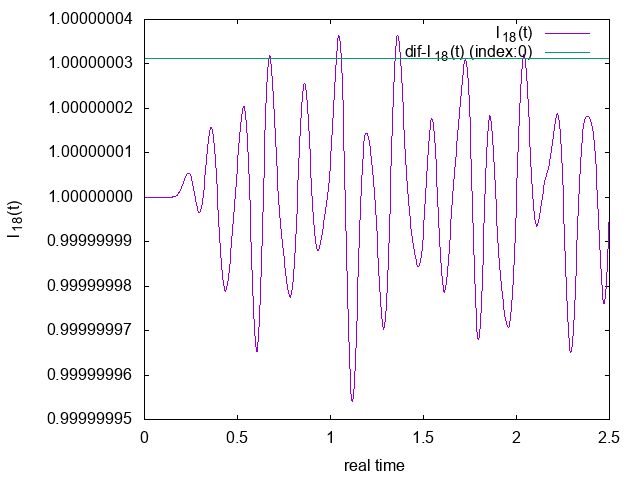 1.00000004
1.00000003
1.00000002
1.00000001
1.00000000
0.99999999
0.99999998
0.99999997
0.99999996
0.99999995
0 0.5 1 1.5 2 2.5
I18(t)
real time
I18(t)
dif-I18(t) (index:0)